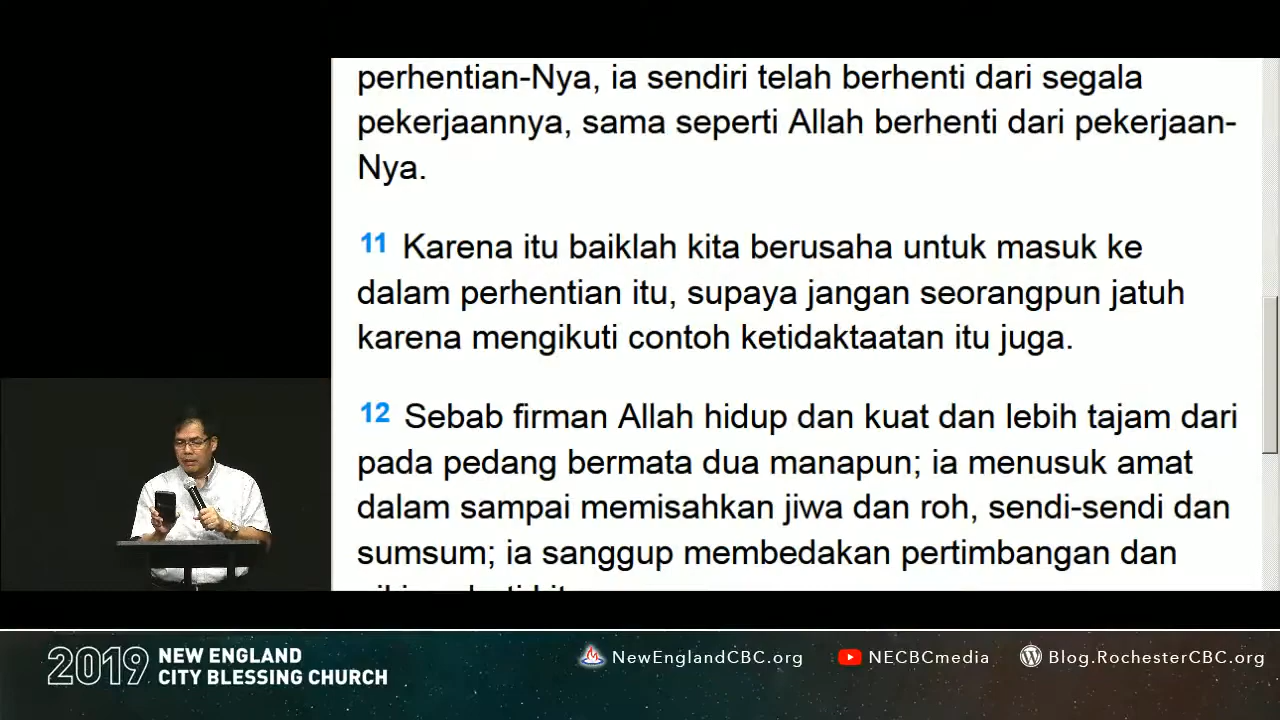 perhentian-Nya, ia sendiri telah berhenti dari segala
pekerjaannya, sama seperti Allah berhenti dari pekerjaan-
Nya.
11 Karena itu baiklah kita berusaha untuk masuk ke
dalam perhentian itu, supaya jangan seorangpun jatuh
karena mengikuti contoh ketidaktaatan itu juga.
12 Sebab firman Allah hidup dan kuat dan lebih tajam dari
pada pedang bermata dua manapun; ia menusuk amat
dalam sampai memisahkan jiwa dan roh, sendi-sendi dan
sumsum; ia sanggup membedakan pertimbangan dan
2019 NEW ENGLAND
CITY BLESSING CHURCH
NewEnglandCBC.org
NECBCmedia
Blog.RochesterCBC.org